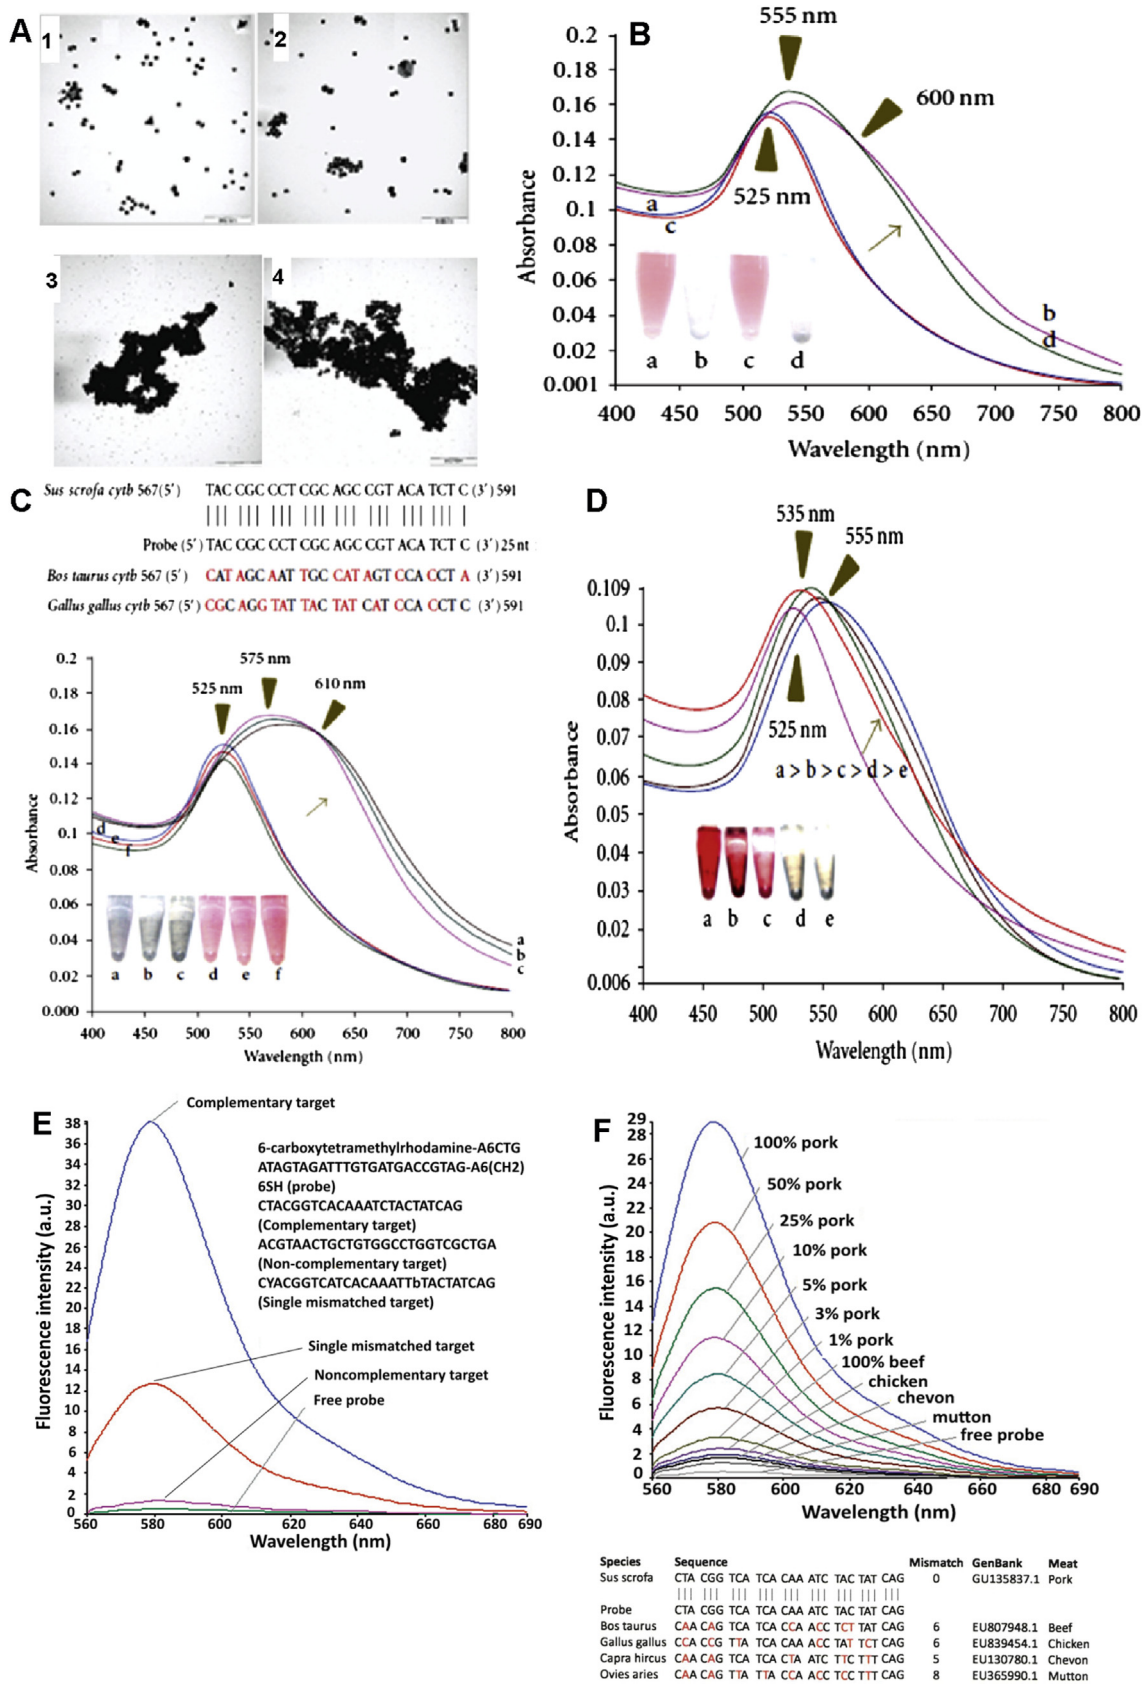 A
1
2
3
4
B
555 nm
600 nm
525 nm
0.2
0.18
0.16
0.14
0.12
0.1
0.08
0.06
0.04
0.02
0.001
Absorbance
a
c
b
d
a b c d
400 450 500 550 600 650 700 750 800
Wavelength (nm)
C
Sus scrofa cytb 567(5′) TAC CGC CCT CGC AGC CGT ACA TCT C (3′) 591
Probe (5′) TAC CGC CCT CGC AGC CGT ACA TCT C (3′) 25 nt
Bos taurus cytb 567 (5′) CAT AGC AAT TGC CAT AGT CCA CCT A (3′) 591
Gallus gallus cytb 567 (5′) CGC AGG TAT TAC TAT CAT CCA CCT C (3′) 591
525 nm
575 nm
610 nm
0.2
0.18
0.16
0.14
0.12
0.1
0.08
0.06
0.04
0.02
0.000
Absorbance
d
e
f
a
b
c
a b c d e f
400 450 500 550 600 650 700 750 800
Wavelength (nm)
D
535 nm
555 nm
525 nm
a > b > c > d > e
0.109
0.1
0.09
0.08
0.07
0.06
0.05
0.04
0.03
0.02
0.006
Absorbance
a b c d e
400 450 500 550 600 650 700 750 800
Wavelength (nm)
E
Complementary target
6-carboxytetramethylrhodamine-A6CTG
ATAGTAGATTTGTGATGACCGTAG-A6(CH2)
6SH (probe)
CTACGGTCACAAATCTACTATCAG
(Complementary target)
ACGTAACTGCTGTGGCCTGGTCGCTGA
(Non-complementary target)
CYACGGTCATCACAAATTbTACTATCAG
(Single mismatched target)
Single mismatched target
Noncomplementary target
Free probe
38
36
34
32
30
28
26
24
22
20
18
16
14
12
10
8
6
4
2
0
Fluorescence intensity (a.u.)
560 580 600 620 640 660 680 690
Wavelength (nm)
F
100% pork
50% pork
25% pork
10% pork
5% pork
3% pork
1% pork
100% beef
chicken
chevon
mutton
free probe
29
28
26
24
22
20
18
16
14
12
10
8
6
4
2
0
Fluorescence intensity (a.u.)
560 580 600 620 640 660 680 690
Wavelength (nm)
Species Sequence Mismatch GenBank Meat
Sus scrofa CTA CGG TCA TCA CAA ATC TAC TAT CAG 0 GU135837.1 Pork
Probe CTA CGG TCA TCA CAA ATC TAC TAT CAG
Bos taurus CAA CAG TCA TCA CCA ACC TCT TAT CAG 6 EU807948.1 Beef
Gallus gallus CCA CCG TTA TCA CAA ACC TAT TCT CAG 6 EU839454.1 Chicken
Capra hircus CAA CAG TCA TCA CTA ATC TTC TTT CAG 5 EU130780.1 Chevon
Ovies aries CAA CAG TTA TTA CCA ACC TCC TTT CAG 8 EU365990.1 Mutton